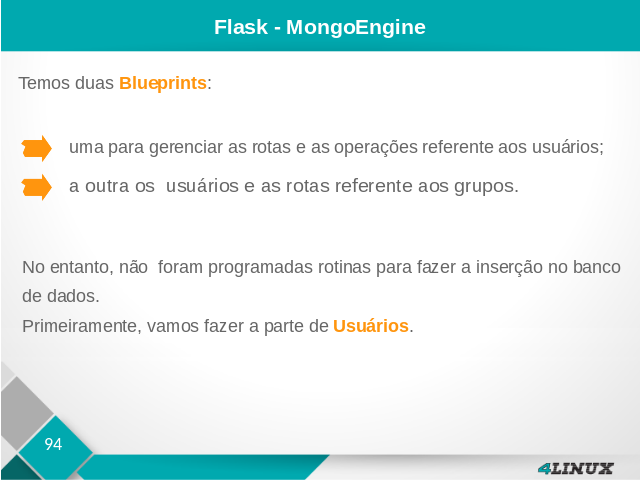 Flask - MongoEngine
Temos duas Blueprints:
uma para gerenciar as rotas e as operações referente aos usuários;
a outra os  usuários e as rotas referente aos grupos.
No entanto, não  foram programadas rotinas para fazer a inserção no banco
de dados.
Primeiramente, vamos fazer a parte de Usuários.
94
4LINUX